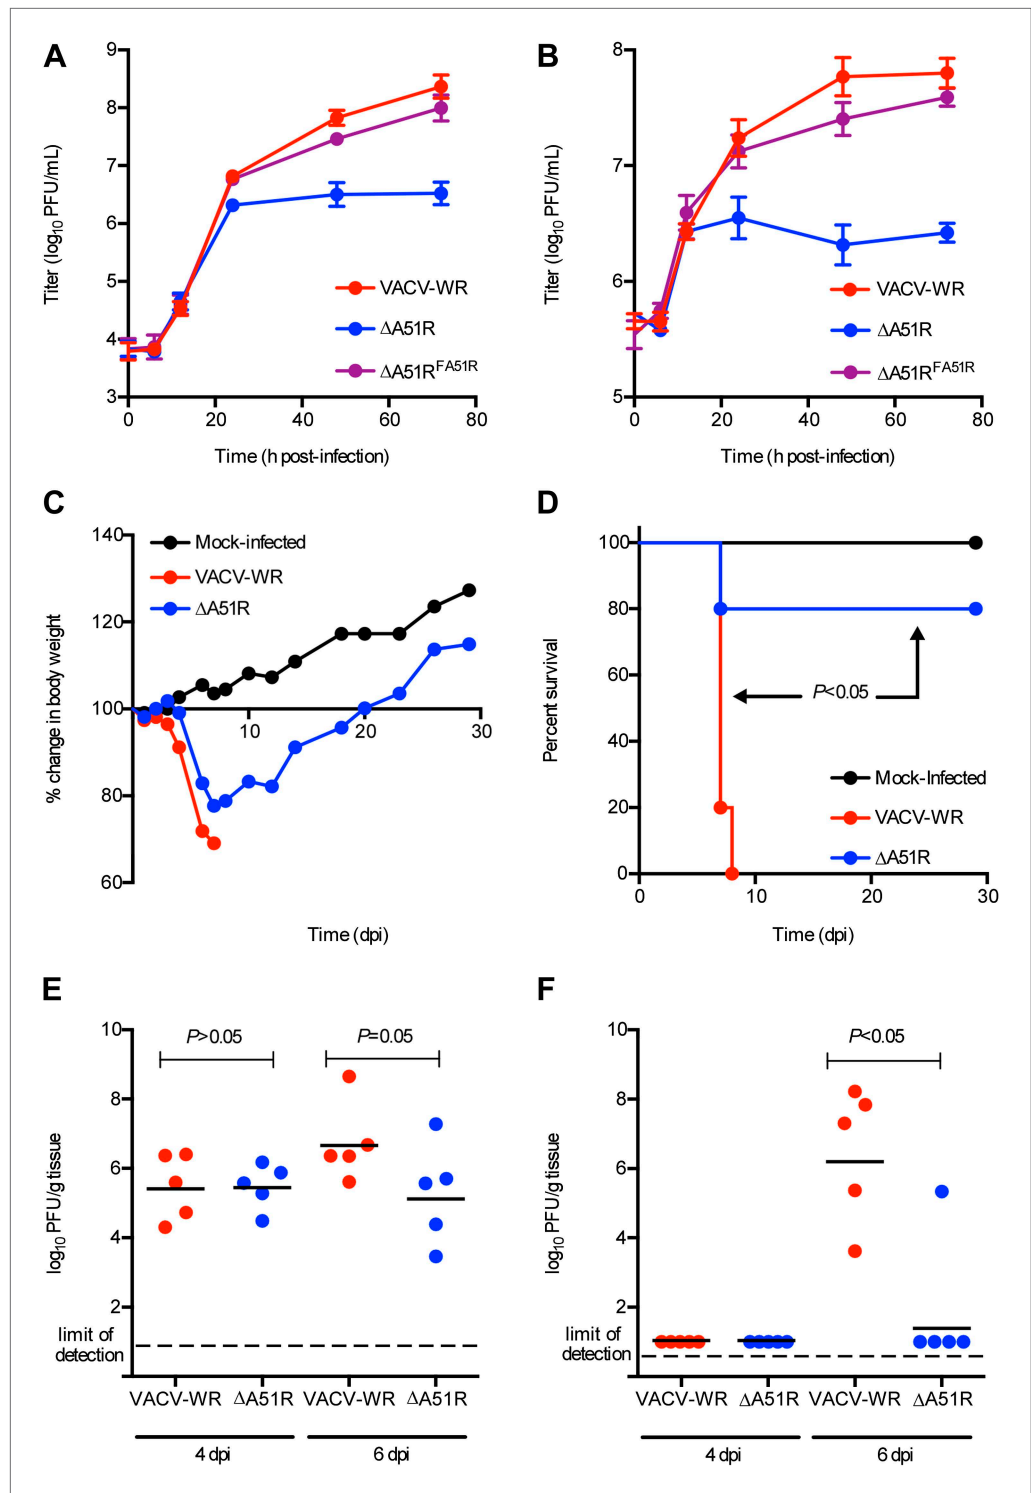 A
9
8
7
6
5
4
3
0
20
40
60
80
Titer (log10 PFU/mL)
Time (h post-infection)
VACV-WR
ΔA51R
ΔA51R^FA51R
B
8
7
6
5
0
20
40
60
80
Titer (log10 PFU/mL)
Time (h post-infection)
VACV-WR
ΔA51R
ΔA51R^FA51R
C
140
120
100
80
60
10
20
30
% change in body weight
Time (dpi)
Mock-infected
VACV-WR
ΔA51R
D
100
80
60
40
20
0
0
10
20
30
Percent survival
Time (dpi)
P<0.05
Mock-Infected
VACV-WR
ΔA51R
E
10
8
6
4
2
log10 PFU/g tissue
limit of
detection
P>0.05
P=0.05
VACV-WR ΔA51R VACV-WR ΔA51R
4 dpi
6 dpi
F
10
8
6
4
2
log10 PFU/g tissue
limit of
detection
P<0.05
VACV-WR ΔA51R VACV-WR ΔA51R
4 dpi
6 dpi